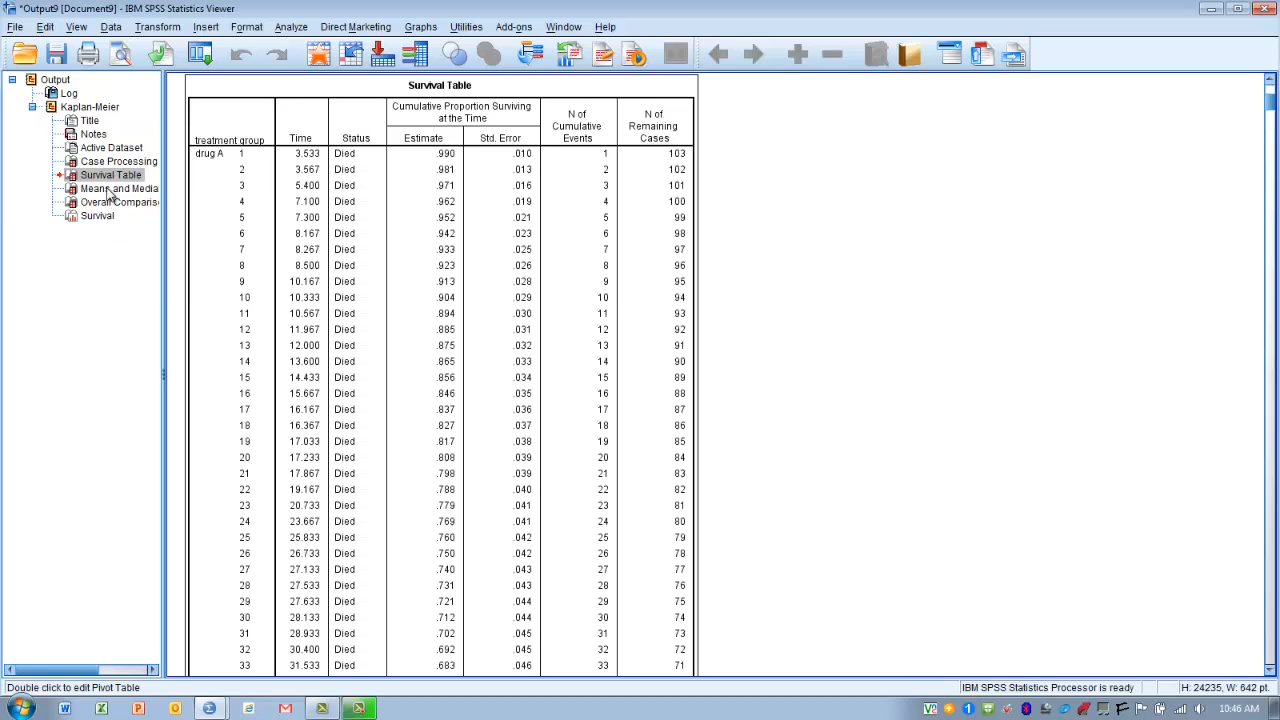 *Output9 [Document9] - IBM SPSS Statistics Viewer
File Edit View Data Transform Insert Format Analyze Direct Marketing Graphs Utilities Add-ons Window Help
Output
Log
Kaplan-Meier
Title
Notes
Active Dataset
Case Processing
Survival Table
Means and Media
Overall Comparis
Survival
Survival Table
treatment group Time Status Cumulative Proportion Surviving at the Time N of Cumulative Events N of Remaining Cases
Estimate Std. Error
drug A 1 3.533 Died .990 .010 1 103
2 3.567 Died .981 .013 2 102
3 5.400 Died .971 .016 3 101
4 7.100 Died .962 .019 4 100
5 7.300 Died .952 .021 5 99
6 8.167 Died .942 .023 6 98
7 8.267 Died .933 .025 7 97
8 8.500 Died .923 .026 8 96
9 10.167 Died .913 .028 9 95
10 10.333 Died .904 .029 10 94
11 10.567 Died .894 .030 11 93
12 11.967 Died .885 .031 12 92
13 12.000 Died .875 .032 13 91
14 13.600 Died .865 .033 14 90
15 14.433 Died .856 .034 15 89
16 15.667 Died .846 .035 16 88
17 16.167 Died .837 .036 17 87
18 16.367 Died .827 .037 18 86
19 17.033 Died .817 .038 19 85
20 17.233 Died .808 .039 20 84
21 17.867 Died .798 .039 21 83
22 19.167 Died .788 .040 22 82
23 20.733 Died .779 .041 23 81
24 23.667 Died .769 .041 24 80
25 25.833 Died .760 .042 25 79
26 26.733 Died .750 .042 26 78
27 27.133 Died .740 .043 27 77
28 27.533 Died .731 .043 28 76
29 27.633 Died .721 .044 29 75
30 28.133 Died .712 .044 30 74
31 28.933 Died .702 .045 31 73
32 30.400 Died .692 .045 32 72
33 31.533 Died .683 .046 33 71
Double click to edit Pivot Table
IBM SPSS Statistics Processor is ready
H: 24235, W: 642 pt.
10:46 AM